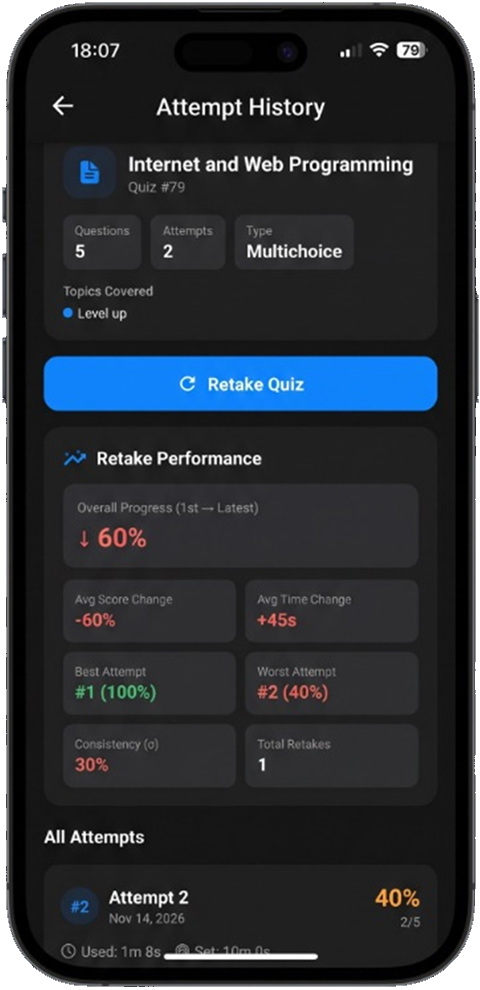 18:07
79
Attempt History
Internet and Web Programming
Quiz #79
Questions Attempts Type
5 2 Multichoice
Topics Covered
Level up
Retake Quiz
Retake Performance
Overall Progress (1st → Latest)
↓ 60%
Avg Score Change Avg Time Change
-60% +45s
Best Attempt Worst Attempt
#1 (100%) #2 (40%)
Consistency (σ) Total Retakes
30% 1
All Attempts
#2 Attempt 2 40%
Nov 14, 2026 2/5
Used: 1m 8s Set: 10m 0s